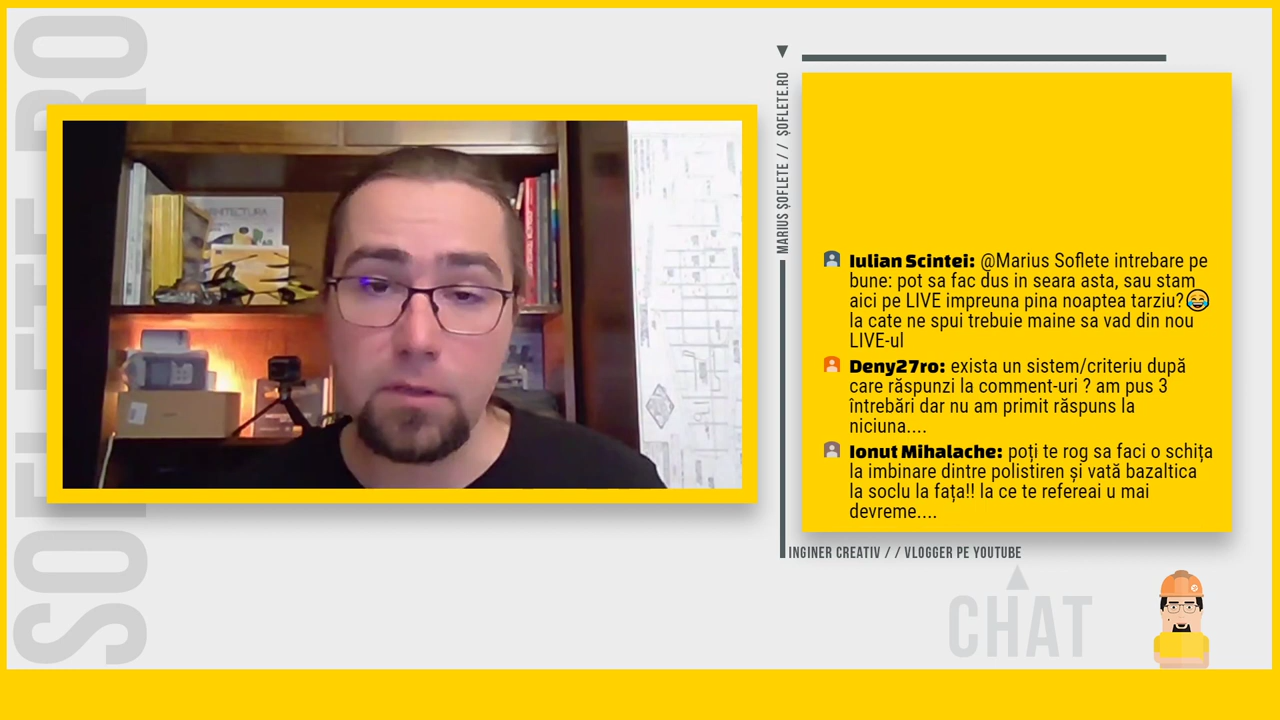 SOFLETE.RO
ARHITECTURA
MARIUS ȘOFLETE // ȘOFLETE.RO
Iulian Scintei: @Marius Soflete intrebare pe
bune: pot sa fac dus in seara asta, sau stam
aici pe LIVE impreuna pina noaptea tarziu?😂
la cate ne spui trebuie maine sa vad din nou
LIVE-ul
Deny27ro: exista un sistem/criteriu după
care răspunzi la comment-uri ? am pus 3
întrebări dar nu am primit răspuns la
niciuna....
Ionut Mihalache: poți te rog sa faci o schița
la imbinare dintre polistiren și vată bazaltica
la soclu la fața!! la ce te refereai u mai
devreme....
INGINER CREATIV // VLOGGER PE YOUTUBE
CHAT